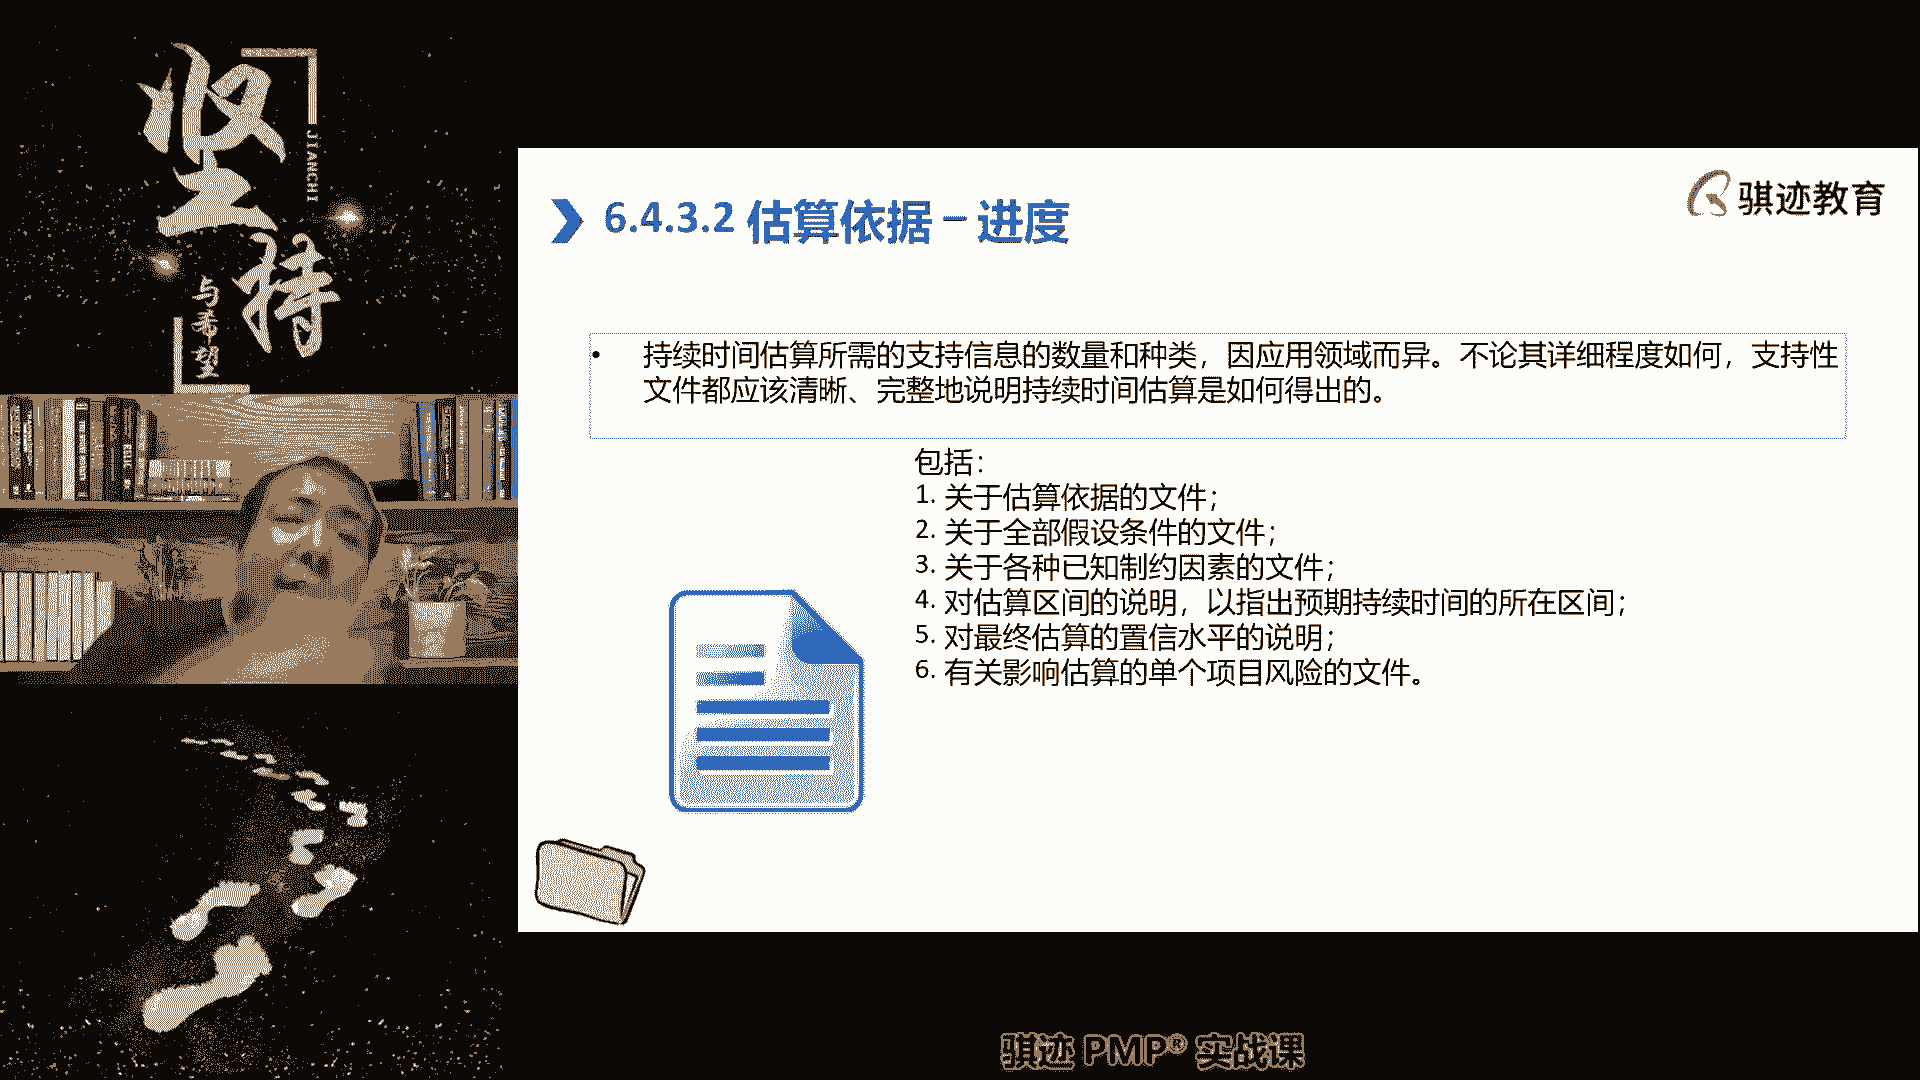 坚持
JIANCHI
与希望
骐迹教育
6.4.3.2 估算依据 – 进度
• 持续时间估算所需的支持信息的数量和种类，因应用领域而异。不论其详细程度如何，支持性
文件都应该清晰、完整地说明持续时间估算是如何得出的。
包括：
1. 关于估算依据的文件；
2. 关于全部假设条件的文件；
3. 关于各种已知制约因素的文件；
4. 对估算区间的说明，以指出预期持续时间的所在区间；
5. 对最终估算的置信水平的说明；
6. 有关影响估算的单个项目风险的文件。
骐迹 PMP® 实战课